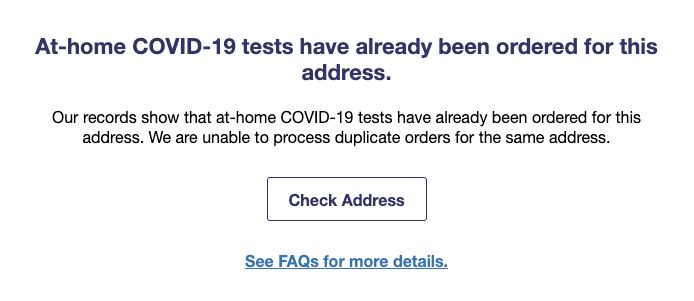 At-home COVID-19 tests have already been ordered for this
address.
Our records show that at-home COVID-19 tests have already been ordered for this
address. We are unable to process duplicate orders for the same address.
Check Address
See FAQs for more details.